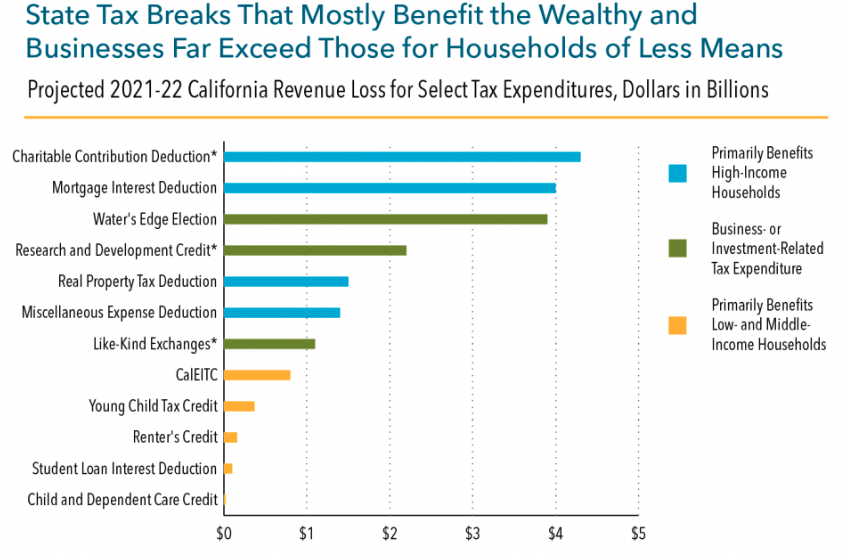 State Tax Breaks That Mostly Benefit the Wealthy and
Businesses Far Exceed Those for Households of Less Means
Projected 2021-22 California Revenue Loss for Select Tax Expenditures, Dollars in Billions
Charitable Contribution Deduction*
Mortgage Interest Deduction
Water's Edge Election
Research and Development Credit*
Real Property Tax Deduction
Miscellaneous Expense Deduction
Like-Kind Exchanges*
CalEITC
Young Child Tax Credit
Renter's Credit
Student Loan Interest Deduction
Child and Dependent Care Credit
$0 $1 $2 $3 $4 $5
Primarily Benefits
High-Income
Households
Business- or
Investment-Related
Tax Expenditure
Primarily Benefits
Low- and Middle-
Income Households